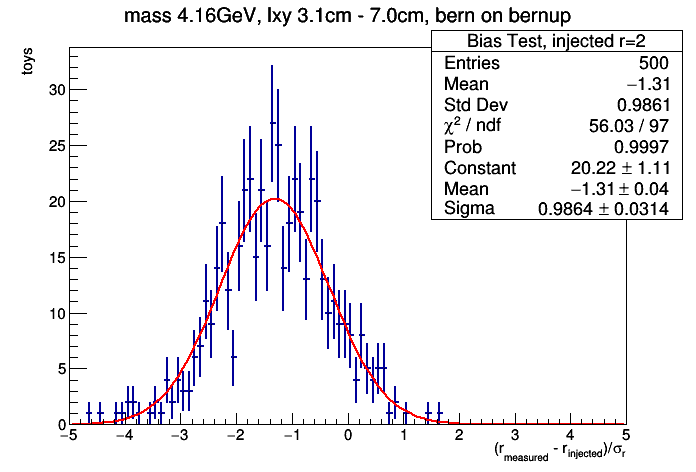 mass 4.16GeV, lxy 3.1cm - 7.0cm, bern on bernup
Bias Test, injected r=2
Entries 500
Mean −1.31
Std Dev 0.9861
χ² / ndf 56.03 / 97
Prob 0.9997
Constant 20.22 ± 1.11
Mean −1.31 ± 0.04
Sigma 0.9864 ± 0.0314
toys
30
25
20
15
10
5
0
−5 −4 −3 −2 −1 0 1 2 3 4 5
(r_measured - r_injected)/σ_r